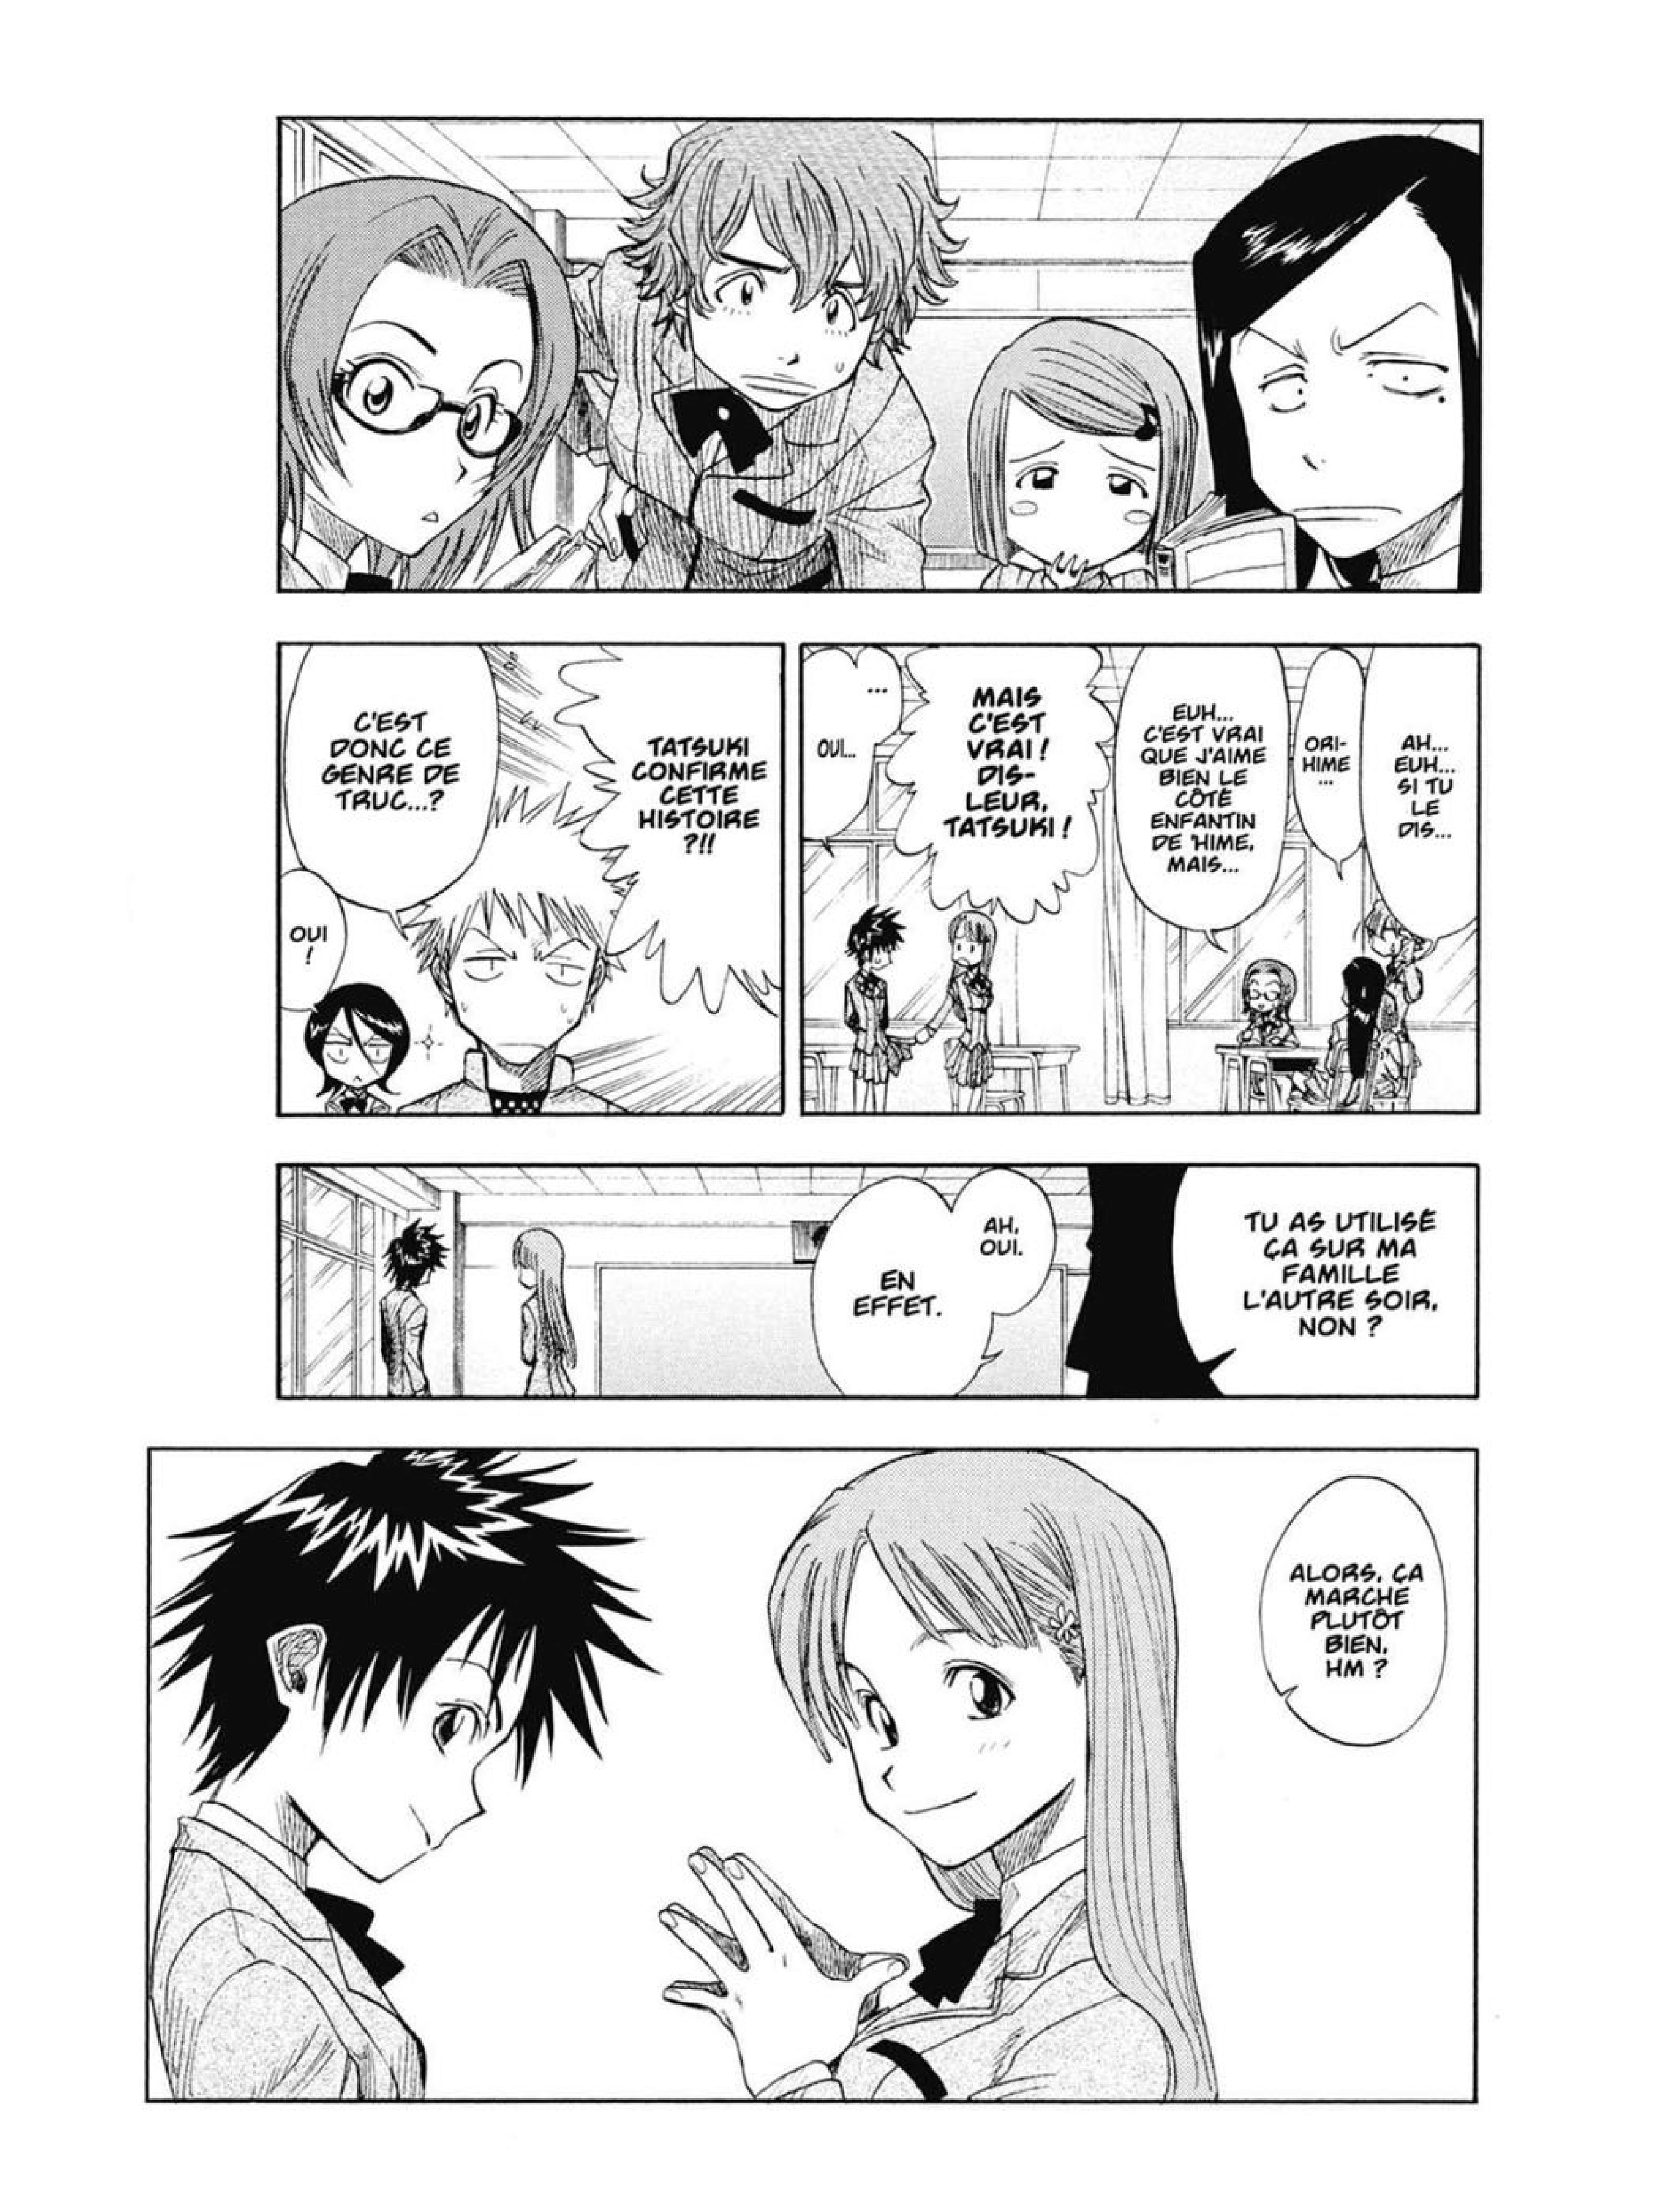 AH...
EUH...
SI TU
LE
DIS...
ORI-
HIME
...
EUH...
C'EST VRAI
QUE J'AIME
BIEN LE
CÔTÉ
ENFANTIN
DE 'HIME,
MAIS...
MAIS
C'EST
VRAI !
DIS-
LEUR,
TATSUKI !
...
OUI...
TATSUKI
CONFIRME
CETTE
HISTOIRE
?!!
C'EST
DONC CE
GENRE DE
TRUC...?
OUI
!
TU AS UTILISÉ
ÇA SUR MA
FAMILLE
L'AUTRE SOIR,
NON ?
AH,
OUI.
EN
EFFET.
ALORS, ÇA
MARCHE
PLUTÔT
BIEN,
HM ?